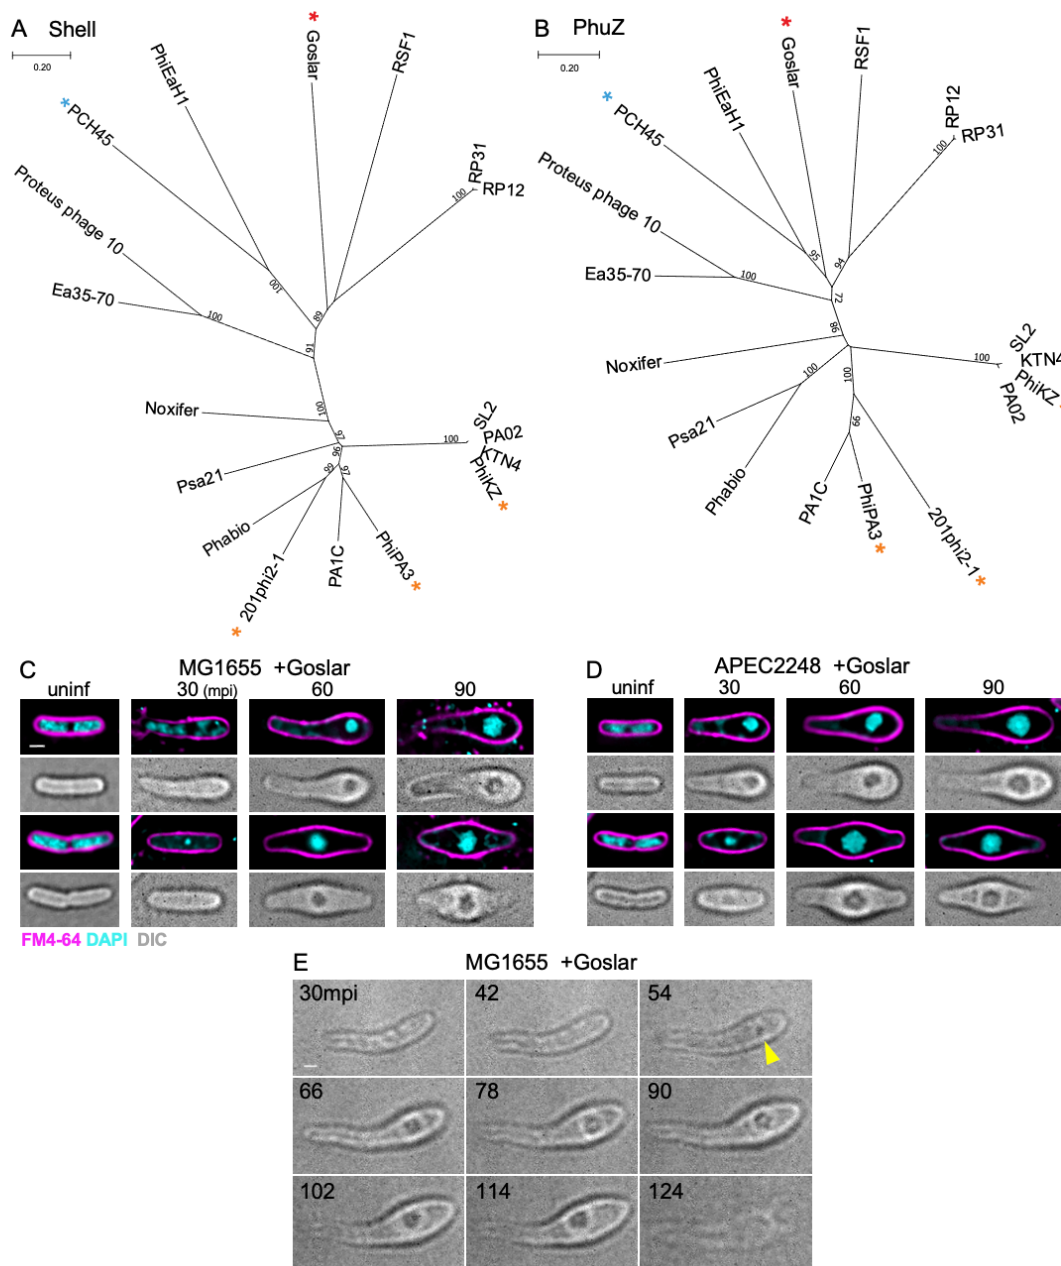 A Shell
0.20
PhiEaH1
* Goslar
RSF1
* PCH45
RP31
RP12
100
Proteus phage 10
100
Ea35-70
100
89
91
Noxifer
100
97
96
SL2
PA02
100
KTN4
PhiKZ *
Psa21
89
97
Phabio
* 201phi2-1
PA1C
PhiPA3 *
B PhuZ
0.20
PhiEaH1
* Goslar
RSF1
* PCH45
RP12
RP31
100
Proteus phage 10
95
94
Ea35-70
100
72
Noxifer
86
SL2
KTN4
100
PhiKZ
PA02
100
100
Psa21
Phabio
99
PA1C
PhiPA3 *
201phi2-1 *
C MG1655 +Goslar
uninf 30 (mpi) 60 90
FM4-64 DAPI DIC
D APEC2248 +Goslar
uninf 30 60 90
E MG1655 +Goslar
30mpi 42 54
66 78 90
102 114 124